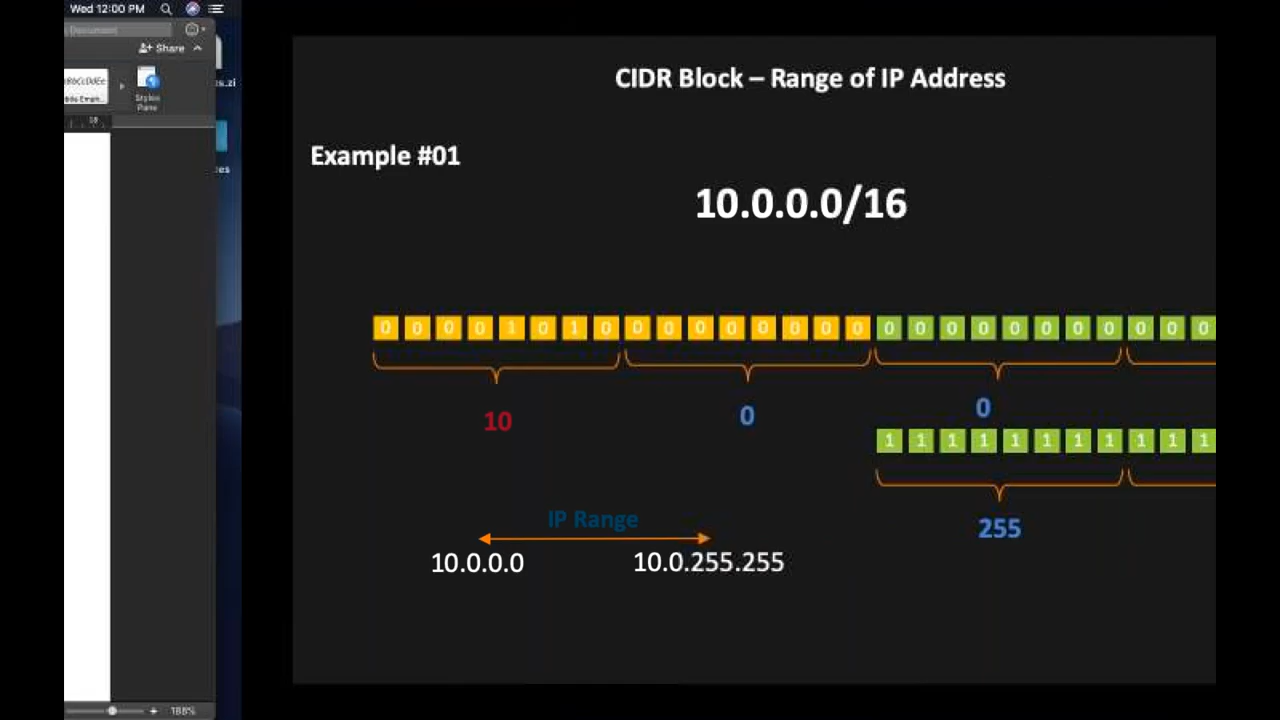 Wed 12:00 PM
Share
Styles
Pane
18
s.zi
es
188%
CIDR Block – Range of IP Address
Example #01
10.0.0.0/16
0 0 0 0 1 0 1 0 0 0 0 0 0 0 0 0 0 0 0 0 0 0 0 0 0 0 0
10 0 0
1 1 1 1 1 1 1 1 1 1 1
255
IP Range
10.0.0.0 10.0.255.255